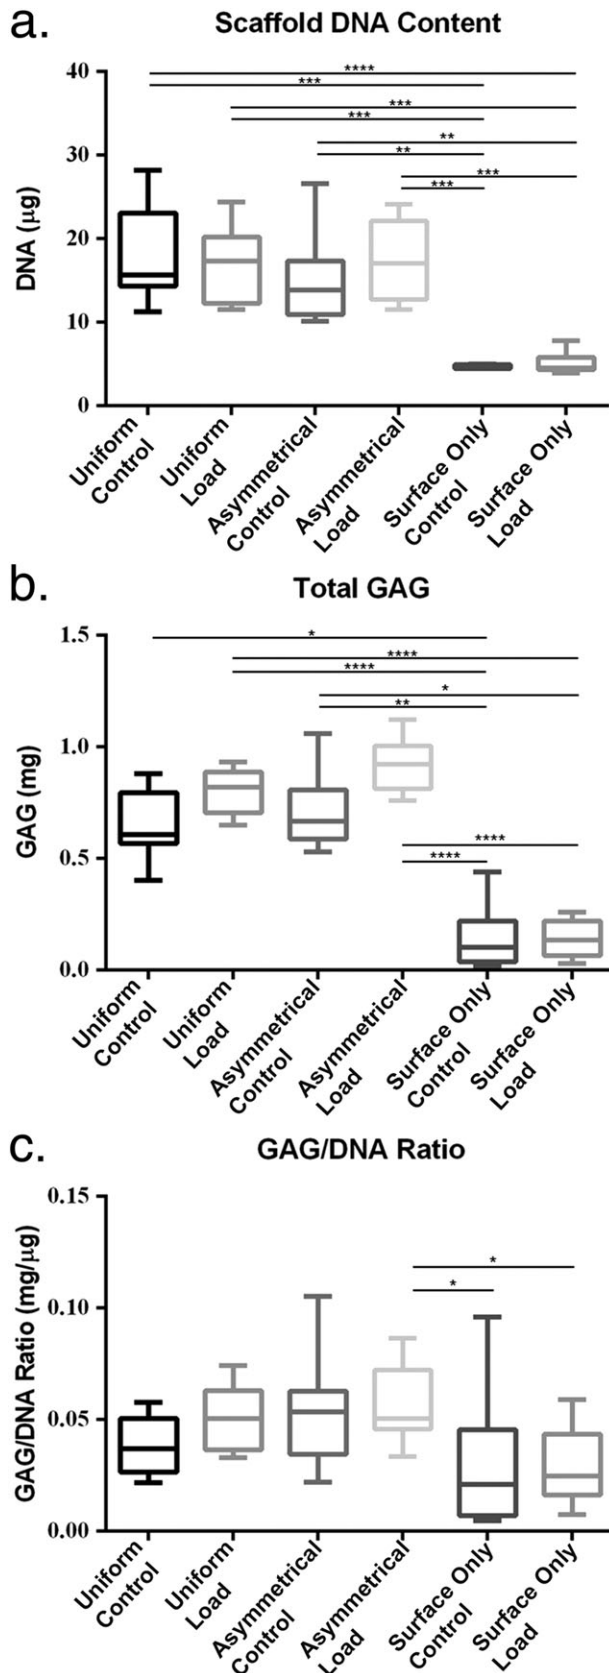 a. Scaffold DNA Content
DNA (μg)
40
30
20
10
0
****
***
***
***
**
**
***
***
Uniform
Control
Uniform
Load
Asymmetrical
Control
Asymmetrical
Load
Surface Only
Control
Surface Only
Load
b. Total GAG
GAG (mg)
1.5
1.0
0.5
0.0
*
****
****
*
**
****
****
Uniform
Control
Uniform
Load
Asymmetrical
Control
Asymmetrical
Load
Surface Only
Control
Surface Only
Load
c. GAG/DNA Ratio
GAG/DNA Ratio (mg/μg)
0.15
0.10
0.05
0.00
*
*
Uniform
Control
Uniform
Load
Asymmetrical
Control
Asymmetrical
Load
Surface Only
Control
Surface Only
Load